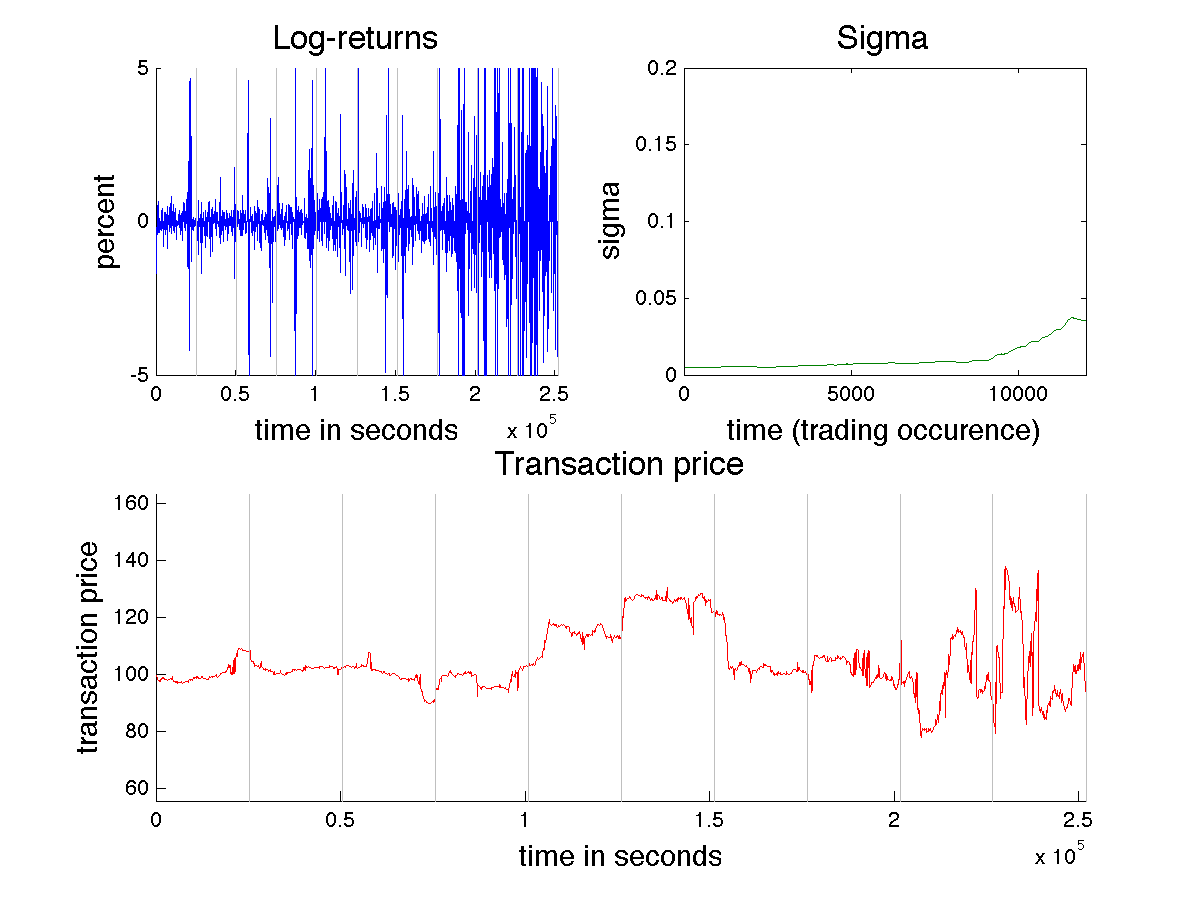 Log-returns
5
0
-5
percent
0 0.5 1 1.5 2 2.5
time in seconds
x 10^5
Sigma
0.2
0.15
0.1
0.05
0
sigma
0 5000 10000
time (trading occurence)
Transaction price
160
140
120
100
80
60
transaction price
0 0.5 1 1.5 2 2.5
time in seconds
x 10^5